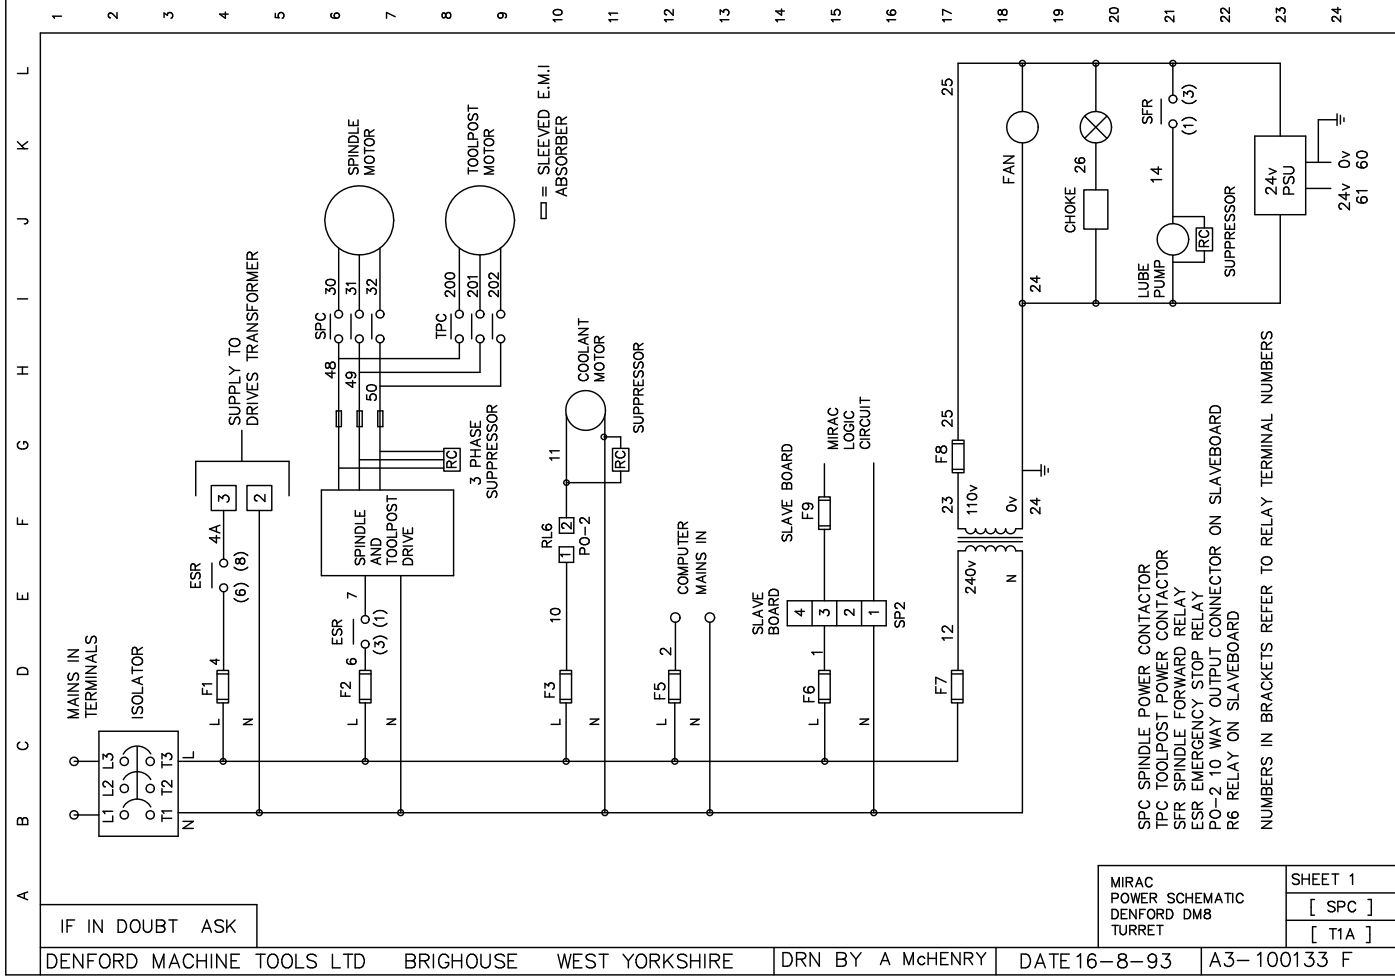 1 2 3 4 5 6 7 8 9 10 11 12 13 14 15 16 17 18 19 20 21 22 23 24
L
K
J
I
H
G
F
E
D
C
B
A
MAINS IN
TERMINALS
ISOLATOR
L1 L2 L3
T1 T2 T3
L
N
L
N
F1
4
ESR
(6) (8)
4A
3
2
SUPPLY TO
DRIVES TRANSFORMER
L
N
F2
6
ESR
(3) (1)
7
SPINDLE
AND
TOOLPOST
DRIVE
RC
3 PHASE
SUPPRESSOR
48
49
50
SPC
30
31
32
SPINDLE
MOTOR
TPC
200
201
202
TOOLPOST
MOTOR
= SLEEVED E.M.I
ABSORBER
L
N
F3
10
RL6
1 2
PO-2
11
RC
SUPPRESSOR
COOLANT
MOTOR
L
N
F5
2
COMPUTER
MAINS IN
L
N
F6
1
SLAVE
BOARD
4
3
2
1
SP2
SLAVE BOARD
F9
MIRAC
LOGIC
CIRCUIT
F7
12
240v
N
23
110v
0v
24
F8
25
25
24
FAN
CHOKE
26
LUBE
PUMP
RC
SUPPRESSOR
14
SFR
(1) (3)
24v
PSU
24v 0v
61 60
SPC SPINDLE POWER CONTACTOR
TPC TOOLPOST POWER CONTACTOR
SFR SPINDLE FORWARD RELAY
ESR EMERGENCY STOP RELAY
PO-2 10 WAY OUTPUT CONNECTOR ON SLAVEBOARD
R6 RELAY ON SLAVEBOARD
NUMBERS IN BRACKETS REFER TO RELAY TERMINAL NUMBERS
IF IN DOUBT ASK
MIRAC
POWER SCHEMATIC
DENFORD DM8
TURRET
SHEET 1
[ SPC ]
[ T1A ]
DENFORD MACHINE TOOLS LTD BRIGHOUSE WEST YORKSHIRE
DRN BY A McHENRY
DATE 16-8-93
A3-100133 F